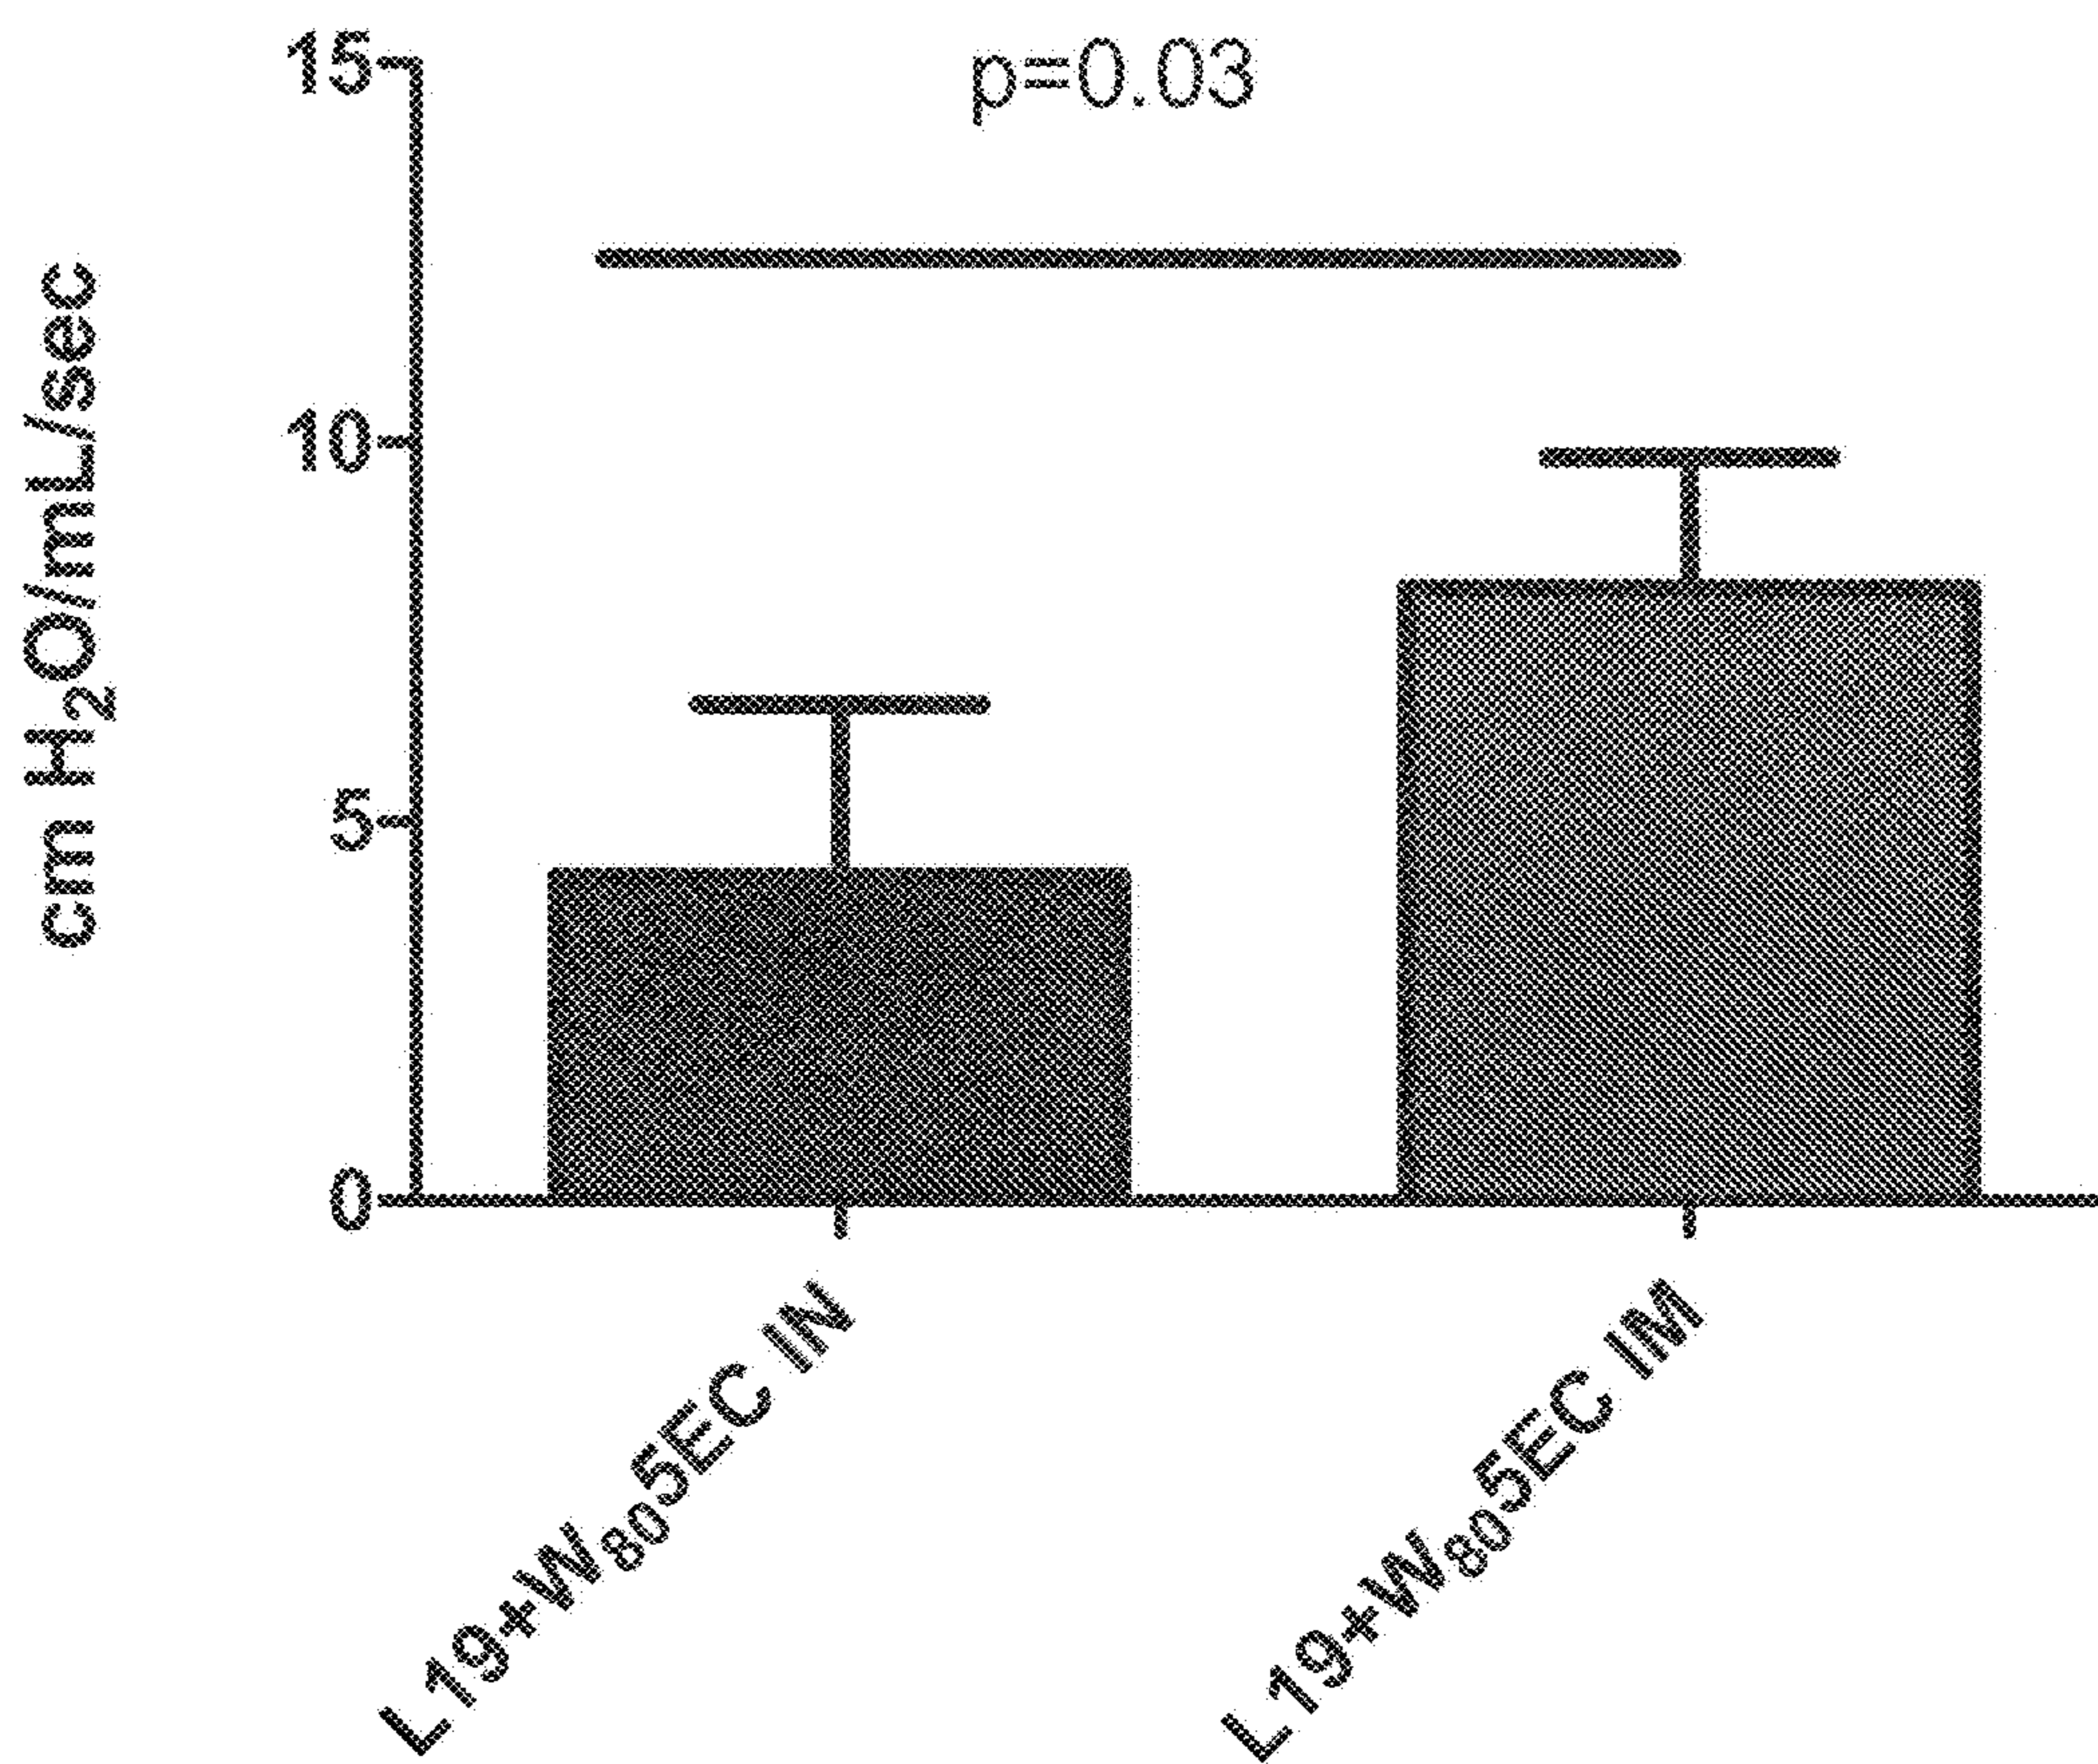 p=0.03
cm H₂O/mL/sec
15
10
5
0
L19+W₈₀5EC IN
L19+W₈₀5EC IM